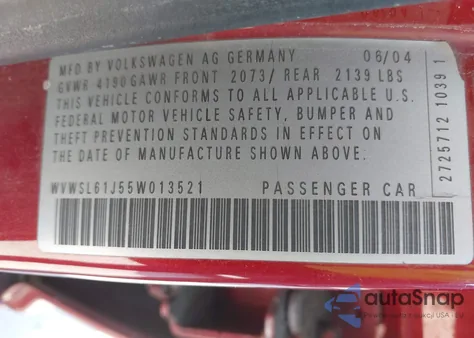 MFD BY VOLKSWAGEN AG GERMANY 06/04
GVWR 4190 GAWR FRONT 2073/ REAR 2139 LBS
THIS VEHICLE CONFORMS TO ALL APPLICABLE U.S.
FEDERAL MOTOR VEHICLE SAFETY, BUMPER AND
THEFT PREVENTION STANDARDS IN EFFECT ON
THE DATE OF MANUFACTURE SHOWN ABOVE.
WVWSL61J55W013521 PASSENGER CAR
2725712 1039 1
autoSnap